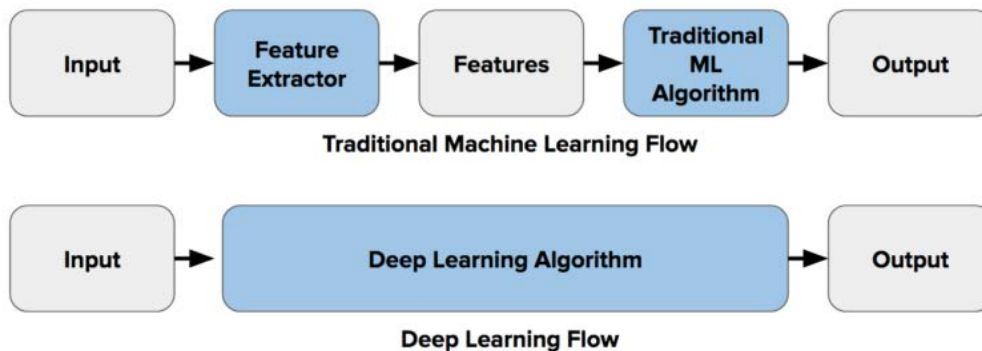 Input
Feature
Extractor
Features
Traditional
ML
Algorithm
Output
Traditional Machine Learning Flow
Input
Deep Learning Algorithm
Output
Deep Learning Flow